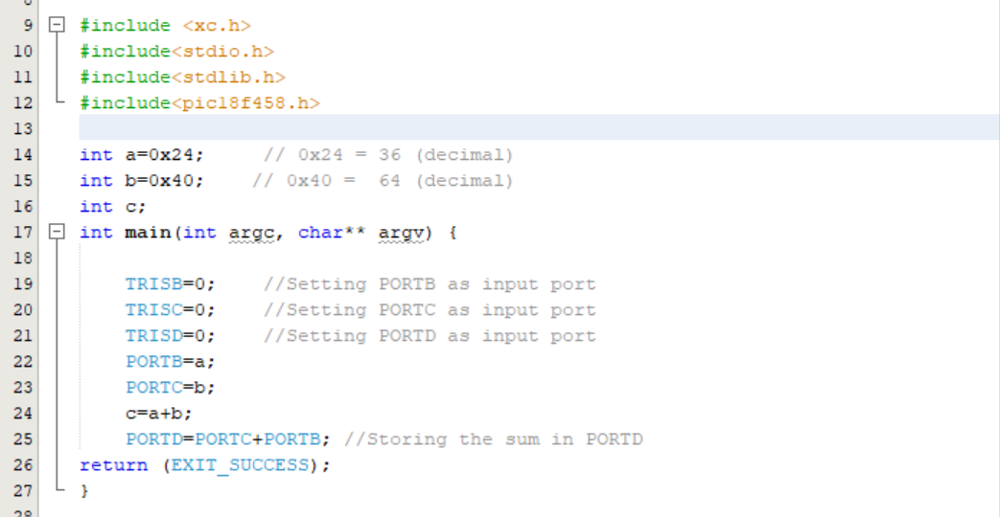 9 #include <xc.h>
10 #include<stdio.h>
11 #include<stdlib.h>
12 #include<pic18f458.h>
13
14 int a=0x24;     // 0x24 = 36 (decimal)
15 int b=0x40;    // 0x40 =  64 (decimal)
16 int c;
17 int main(int argc, char** argv) {
18
19     TRISB=0;    //Setting PORTB as input port
20     TRISC=0;    //Setting PORTC as input port
21     TRISD=0;    //Setting PORTD as input port
22     PORTB=a;
23     PORTC=b;
24     c=a+b;
25     PORTD=PORTC+PORTB; //Storing the sum in PORTD
26 return (EXIT_SUCCESS);
27 }
28